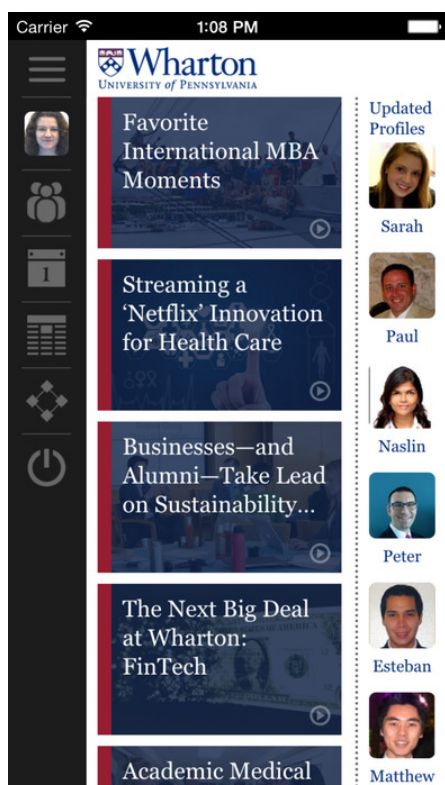 Carrier 1:08 PM
Wharton
UNIVERSITY of PENNSYLVANIA
1
Favorite
International MBA
Moments
Streaming a
‘Netflix’ Innovation
for Health Care
Businesses—and
Alumni—Take Lead
on Sustainability...
The Next Big Deal
at Wharton:
FinTech
Academic Medical
Updated
Profiles
Sarah
Paul
Naslin
Peter
Esteban
Matthew